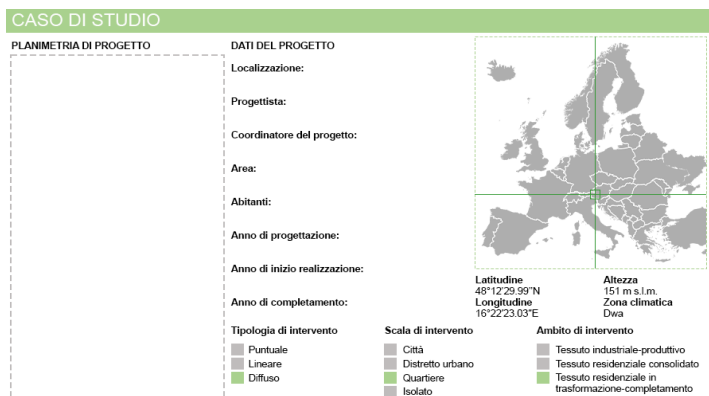 CASO DI STUDIO
PLANIMETRIA DI PROGETTO
DATI DEL PROGETTO
Localizzazione:
Progettista:
Coordinatore del progetto:
Area:
Abitanti:
Anno di progettazione:
Anno di inizio realizzazione:
Anno di completamento:
Latitudine
48°12'29.99"N
Longitudine
16°22'23.03"E
Altezza
151 m s.l.m.
Zona climatica
Dwa
Tipologia di intervento
Puntuale
Lineare
Diffuso
Scala di intervento
Città
Distretto urbano
Quartiere
Isolato
Ambito di intervento
Tessuto industriale-produttivo
Tessuto residenziale consolidato
Tessuto residenziale in
trasformazione-completamento